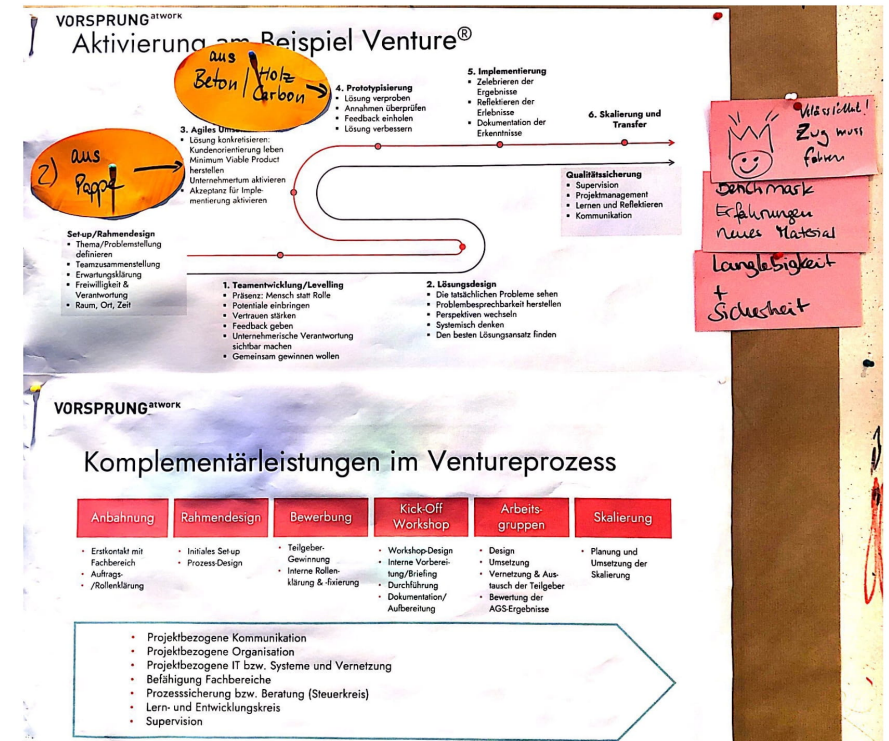 VORSPRUNGatwork
Aktivierung am Beispiel Venture®
aus
Beton / Holz
Carbon →
2) aus
Pappe →
Set-up/Rahmendesign
▪ Thema/Problemstellung
definieren
▪ Teamzusammenstellung
▪ Erwartungsklärung
▪ Freiwilligkeit &
Verantwortung
▪ Raum, Ort, Zeit
1. Teamentwicklung/Levelling
▪ Präsenz: Mensch statt Rolle
▪ Potentiale einbringen
▪ Vertrauen stärken
▪ Feedback geben
▪ Unternehmerische Verantwortung
sichtbar machen
▪ Gemeinsam gewinnen wollen
2. Lösungsdesign
▪ Die tatsächlichen Probleme sehen
▪ Problembesprechbarkeit herstellen
▪ Perspektiven wechseln
▪ Systemisch denken
▪ Den besten Lösungsansatz finden
3. Agiles
▪ Lösung konkretisieren:
Kundenorientierung leben
Minimum Viable Product
herstellen
Unternehmertum aktivieren
▪ Akzeptanz für Imple-
mentierung aktivieren
4. Prototypisierung
▪ Lösung verproben
▪ Annahmen überprüfen
▪ Feedback einholen
▪ Lösung verbessern
5. Implementierung
▪ Zelebrieren der
Ergebnisse
▪ Reflektieren der
Erlebnisse
▪ Dokumentation der
Erkenntnisse
6. Skalierung und
Transfer
Qualitätssicherung
▪ Supervision
▪ Projektmanagement
▪ Lernen und Reflektieren
▪ Kommunikation
Zug muss
fahren
Benchmark
Erfahrungen
neues Material
Langlebigkeit
+
Sicherheit
VORSPRUNGatwork
Komplementärleistungen im Ventureprozess
Anbahnung
• Erstkontakt mit
Fachbereich
• Auftrags-
• /Rollenklärung
Rahmendesign
• Initiales Set-up
• Prozess-Design
Bewerbung
• Teilgeber-
Gewinnung
• Interne Rollen-
klärung & -fixierung
Kick-Off
Workshop
• Workshop-Design
• Interne Vorberei-
tung/Briefing
• Durchführung
• Dokumentation/
Aufbereitung
Arbeits-
gruppen
• Design
• Umsetzung
• Vernetzung & Aus-
tausch der Teilgeber
• Bewertung der
AGS-Ergebnisse
Skalierung
• Planung und
Umsetzung der
Skalierung
• Projektbezogene Kommunikation
• Projektbezogene Organisation
• Projektbezogene IT bzw. Systeme und Vernetzung
• Befähigung Fachbereiche
• Prozesssicherung bzw. Beratung (Steuerkreis)
• Lern- und Entwicklungskreis
• Supervision